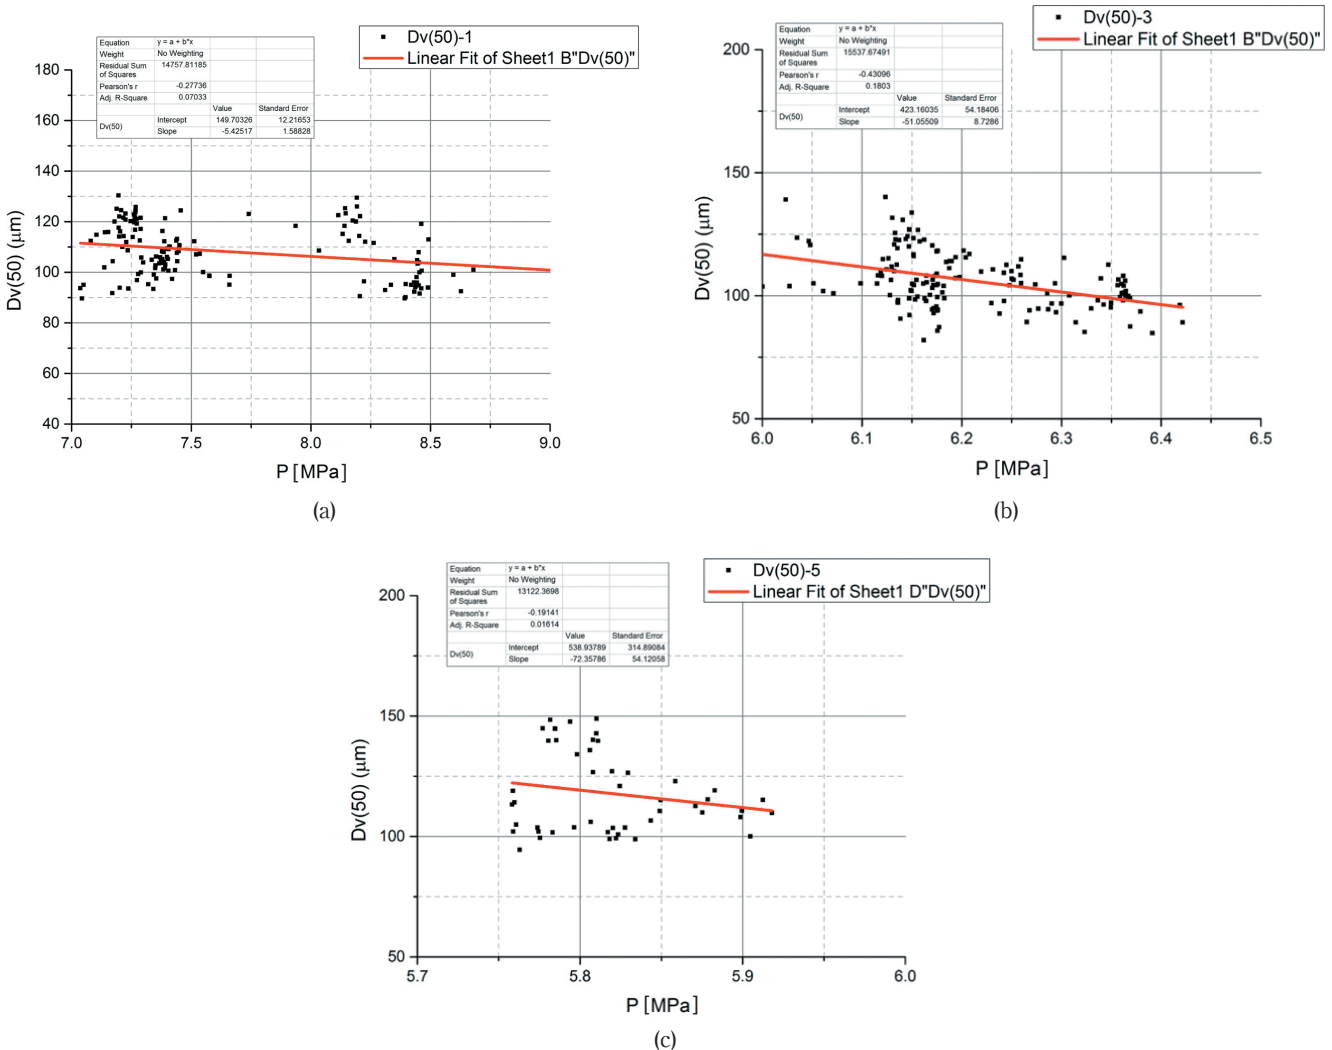 Equation y = a + b*x
Weight No Weighting
Residual Sum
of Squares 14757.81185
Pearson's r -0.27736
Adj. R-Square 0.07033
Value Standard Error
Dv(50) Intercept 149.70326 12.21653
Slope -5.42517 1.58828
Dv(50)-1
Linear Fit of Sheet1 B"Dv(50)"
180
160
140
120
100
80
60
40
Dv(50) (μm)
7.0 7.5 8.0 8.5 9.0
P [MPa]
(a)
Equation y = a + b*x
Weight No Weighting
Residual Sum
of Squares 15537.67491
Pearson's r -0.43096
Adj. R-Square 0.1803
Value Standard Error
Dv(50) Intercept 423.16035 54.18406
Slope -51.05509 8.7286
Dv(50)-3
Linear Fit of Sheet1 B"Dv(50)"
200
150
100
50
Dv(50) (μm)
6.0 6.1 6.2 6.3 6.4 6.5
P [MPa]
(b)
Equation y = a + b*x
Weight No Weighting
Residual Sum
of Squares 13122.3698
Pearson's r -0.19141
Adj. R-Square 0.01614
Value Standard Error
Dv(50) Intercept 538.93789 314.89084
Slope -72.35786 54.12058
Dv(50)-5
Linear Fit of Sheet1 D"Dv(50)"
200
150
100
50
Dv(50) (μm)
5.7 5.8 5.9 6.0
P [MPa]
(c)